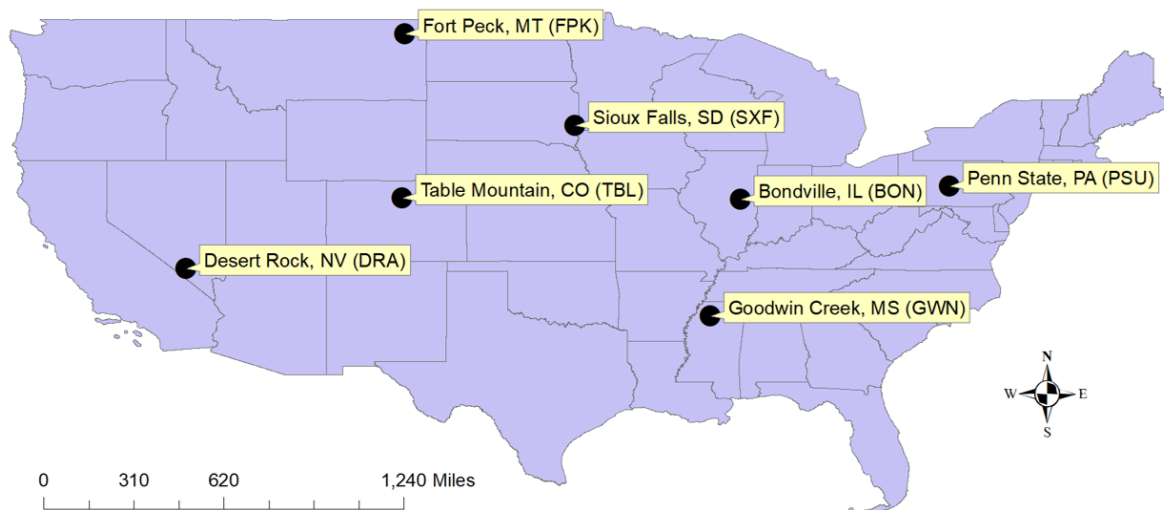 Fort Peck, MT (FPK)
Sioux Falls, SD (SXF)
Penn State, PA (PSU)
Table Mountain, CO (TBL)
Bondville, IL (BON)
Desert Rock, NV (DRA)
Goodwin Creek, MS (GWN)
N
W E
S
0 310 620 1,240 Miles